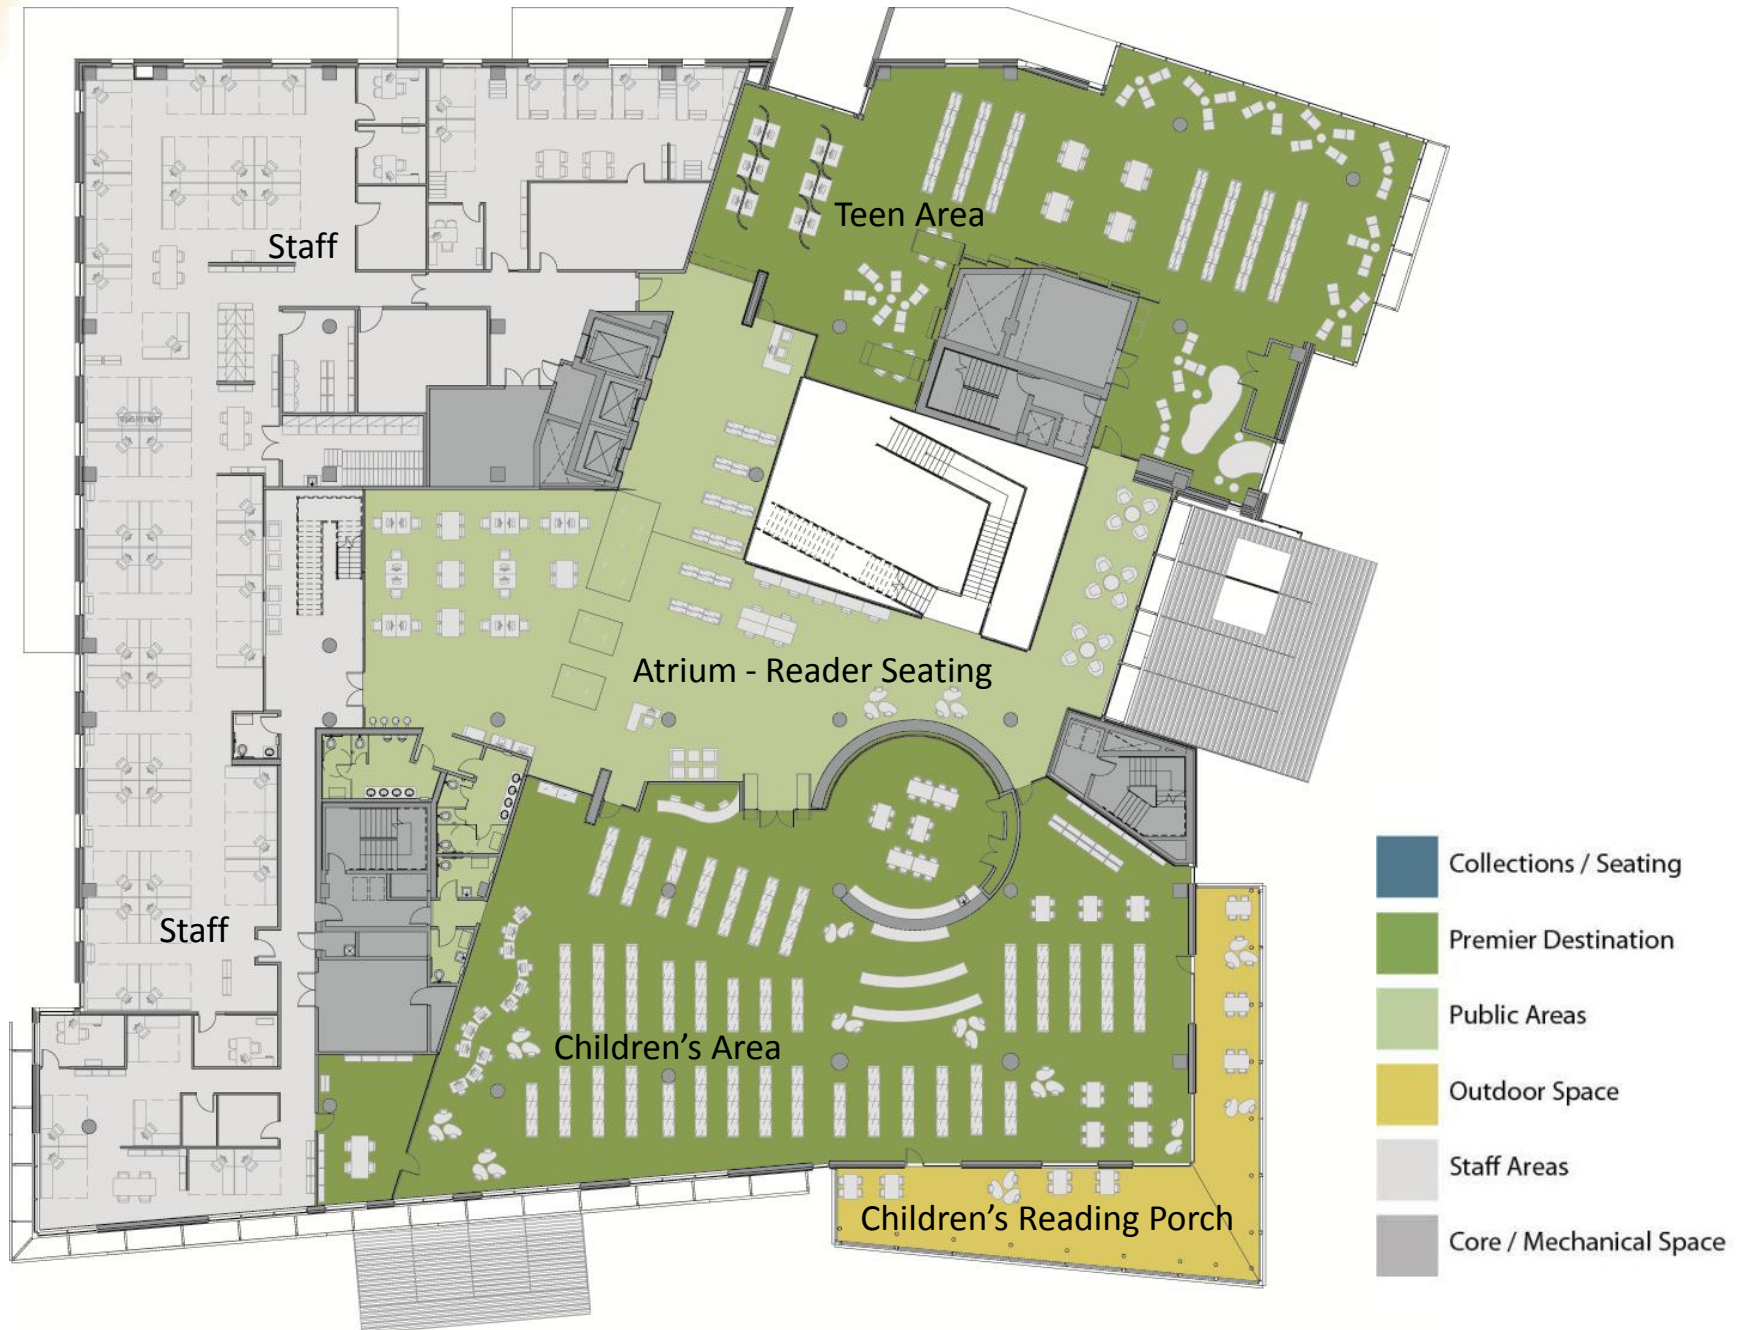 Teen Area
Staff
Atrium - Reader Seating
Staff
Children's Area
Children's Reading Porch
Collections / Seating
Premier Destination
Public Areas
Outdoor Space
Staff Areas
Core / Mechanical Space